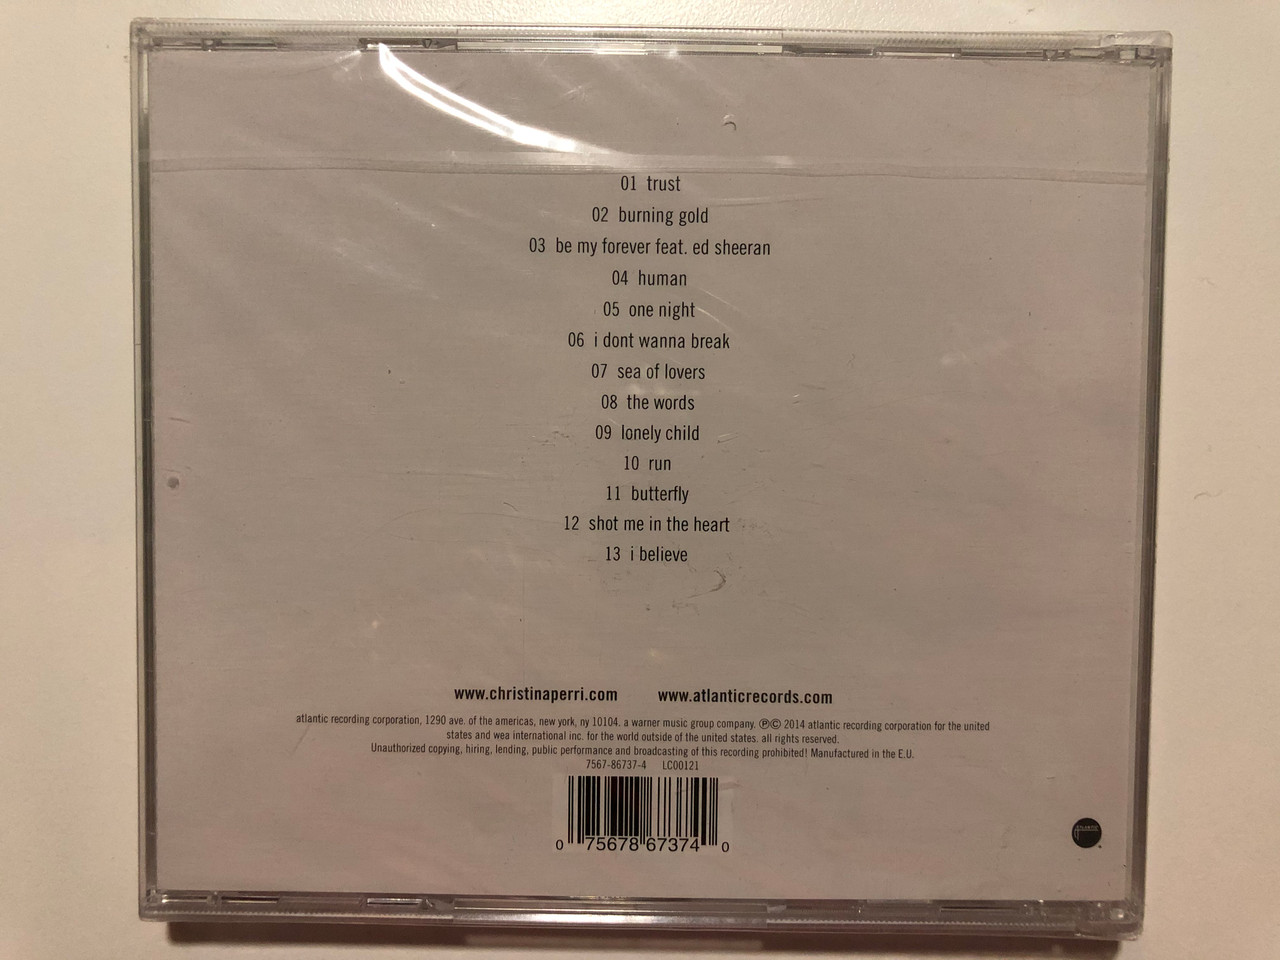 01 trust
02 burning gold
03 be my forever feat. ed sheeran
04 human
05 one night
06 i dont wanna break
07 sea of lovers
08 the words
09 lonely child
10 run
11 butterfly
12 shot me in the heart
13 i believe
www.christinaperri.com www.atlanticrecords.com
atlantic recording corporation, 1290 ave. of the americas, new york, ny 10104. a warner music group company. ℗© 2014 atlantic recording corporation for the united
states and wea international inc. for the world outside of the united states. all rights reserved.
Unauthorized copying, hiring, lending, public performance and broadcasting of this recording prohibited! Manufactured in the E.U.
7567-86737-4 LC00121
0 75678 67374 0